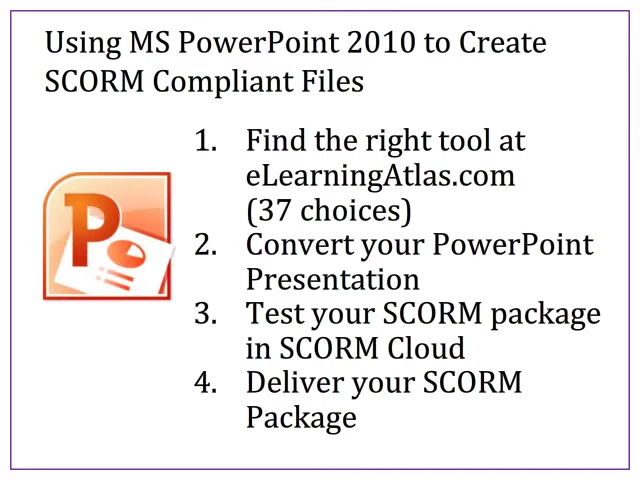 Using MS PowerPoint 2010 to Create
SCORM Compliant Files
1. Find the right tool at
eLearningAtlas.com
(37 choices)
2. Convert your PowerPoint
Presentation
3. Test your SCORM package
in SCORM Cloud
4. Deliver your SCORM
Package
P